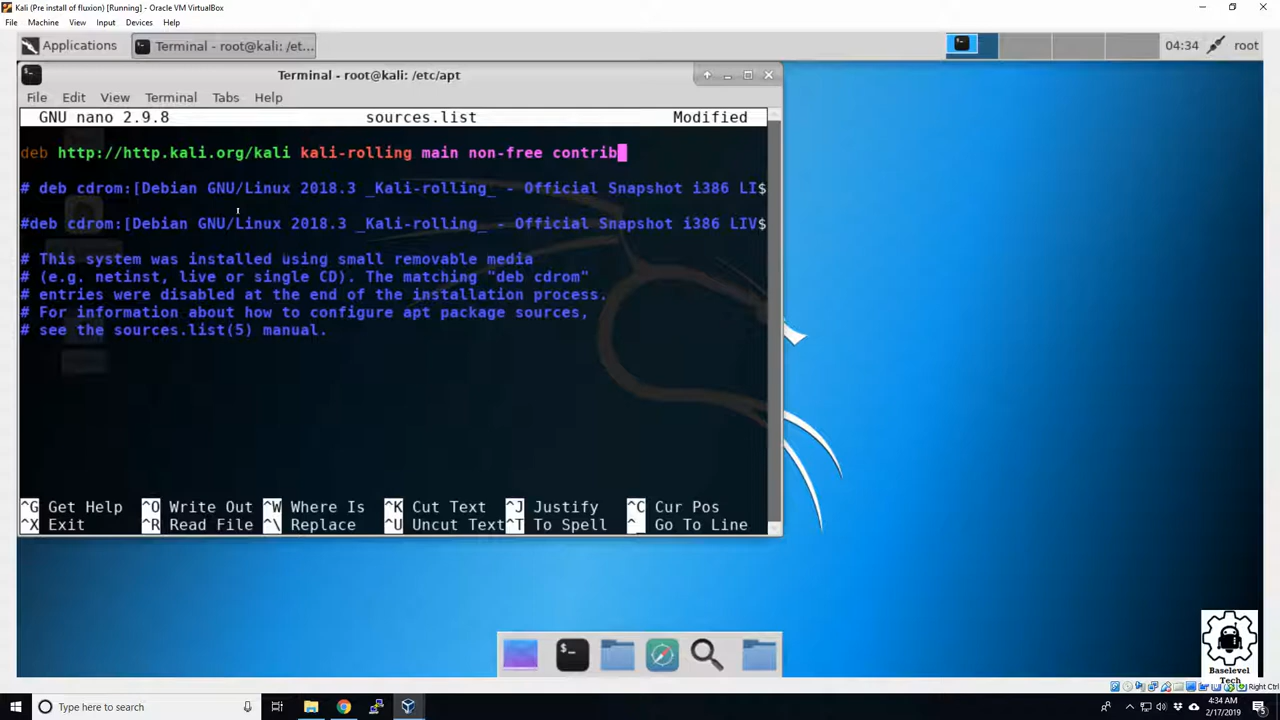 Kali (Pre install of fluxion) [Running] - Oracle VM VirtualBox
File Machine View Input Devices Help
Applications Terminal - root@kali: /et... 04:34 root
Terminal - root@kali: /etc/apt
File Edit View Terminal Tabs Help
GNU nano 2.9.8 sources.list Modified
deb http://http.kali.org/kali kali-rolling main non-free contrib
# deb cdrom:[Debian GNU/Linux 2018.3 _Kali-rolling_ - Official Snapshot i386 LI$
#deb cdrom:[Debian GNU/Linux 2018.3 _Kali-rolling_ - Official Snapshot i386 LIV$
# This system was installed using small removable media
# (e.g. netinst, live or single CD). The matching "deb cdrom"
# entries were disabled at the end of the installation process.
# For information about how to configure apt package sources,
# see the sources.list(5) manual.
^G Get Help ^O Write Out ^W Where Is ^K Cut Text ^J Justify ^C Cur Pos
^X Exit ^R Read File ^\ Replace ^U Uncut Text ^T To Spell ^_ Go To Line
Baselevel
Tech
Right Ctrl
Type here to search
4:34 AM
2/17/2019
5